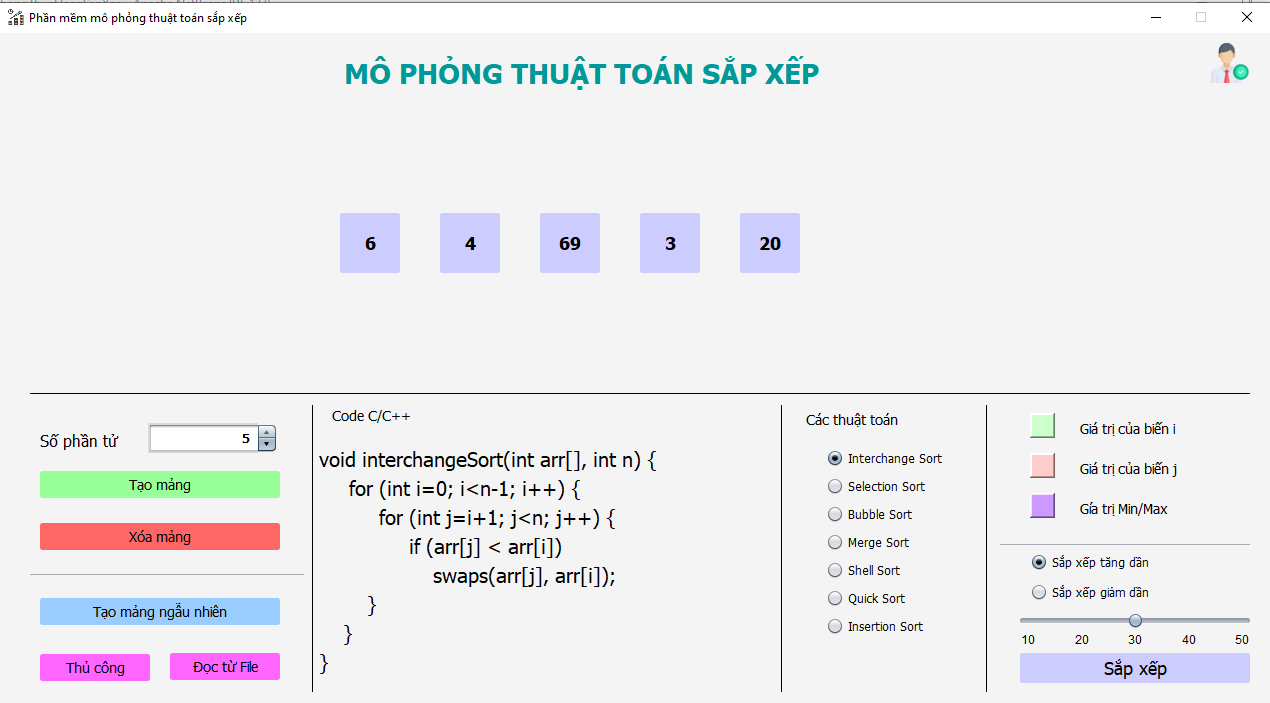 Phần mềm mô phỏng thuật toán sắp xếp
MÔ PHỎNG THUẬT TOÁN SẮP XẾP
6 4 69 3 20
Số phần tử 5
Tạo mảng
Xóa mảng
Tạo mảng ngẫu nhiên
Thủ công Đọc từ File
Code C/C++
void interchangeSort(int arr[], int n) {
for (int i=0; i<n-1; i++) {
for (int j=i+1; j<n; j++) {
if (arr[j] < arr[i])
swaps(arr[j], arr[i]);
}
}
}
Các thuật toán
Interchange Sort
Selection Sort
Bubble Sort
Merge Sort
Shell Sort
Quick Sort
Insertion Sort
Giá trị của biến i
Giá trị của biến j
Gía trị Min/Max
Sắp xếp tăng dần
Sắp xếp giảm dần
10 20 30 40 50
Sắp xếp